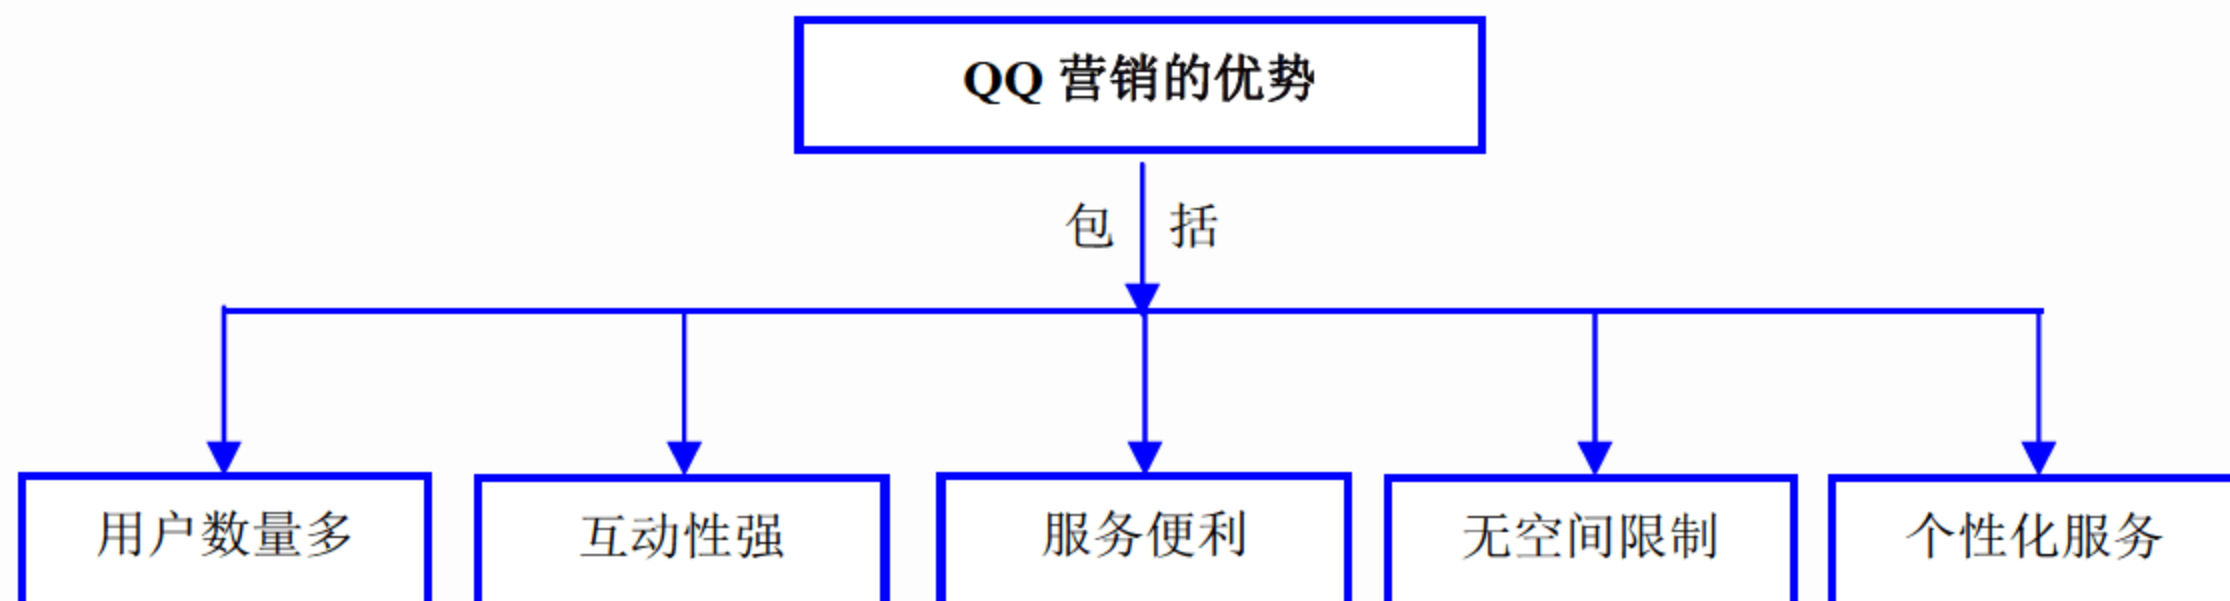 QQ 营销的优势
包 括
用户数量多
互动性强
服务便利
无空间限制
个性化服务